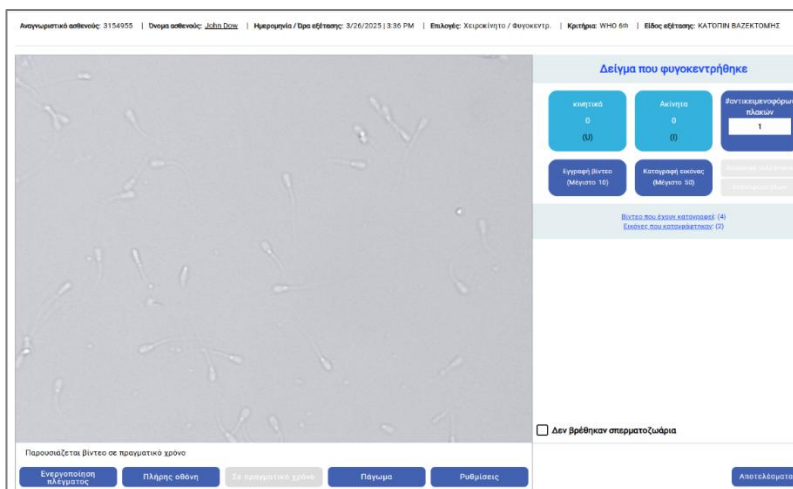 Αναγνωριστικό ασθενούς: 3154955 | Όνομα ασθενούς: John Dow | Ημερομηνία / Ώρα εξέτασης: 3/26/2025 | 3:36 PM | Επιλογές: Χειροκίνητο / Φυγοκεντρ. | Κριτήρια: WHO 6th | Είδος εξέτασης: ΚΑΤΟΠΙΝ ΒΑΖΕΚΤΟΜΗΣ
Δείγμα που φυγοκεντρήθηκε
κινητικά
0
(U)
Ακίνητα
0
(I)
#αντικειμενοφόρων πλακών
1
Εγγραφή βίντεο
(Μέγιστο 10)
Καταγραφή εικόνας
(Μέγιστο 50)
Βίντεο που έχουν καταγραφεί: (4)
Εικόνες που καταγράφτηκαν: (2)
Δεν βρέθηκαν σπερματοζωάρια
Παρουσιάζεται βίντεο σε πραγματικό χρόνο
Ενεργοποίηση πλέγματος
Πλήρης οθόνη
Σε πραγματικό χρόνο
Πάγωμα
Ρυθμίσεις
Αποτελέσματα